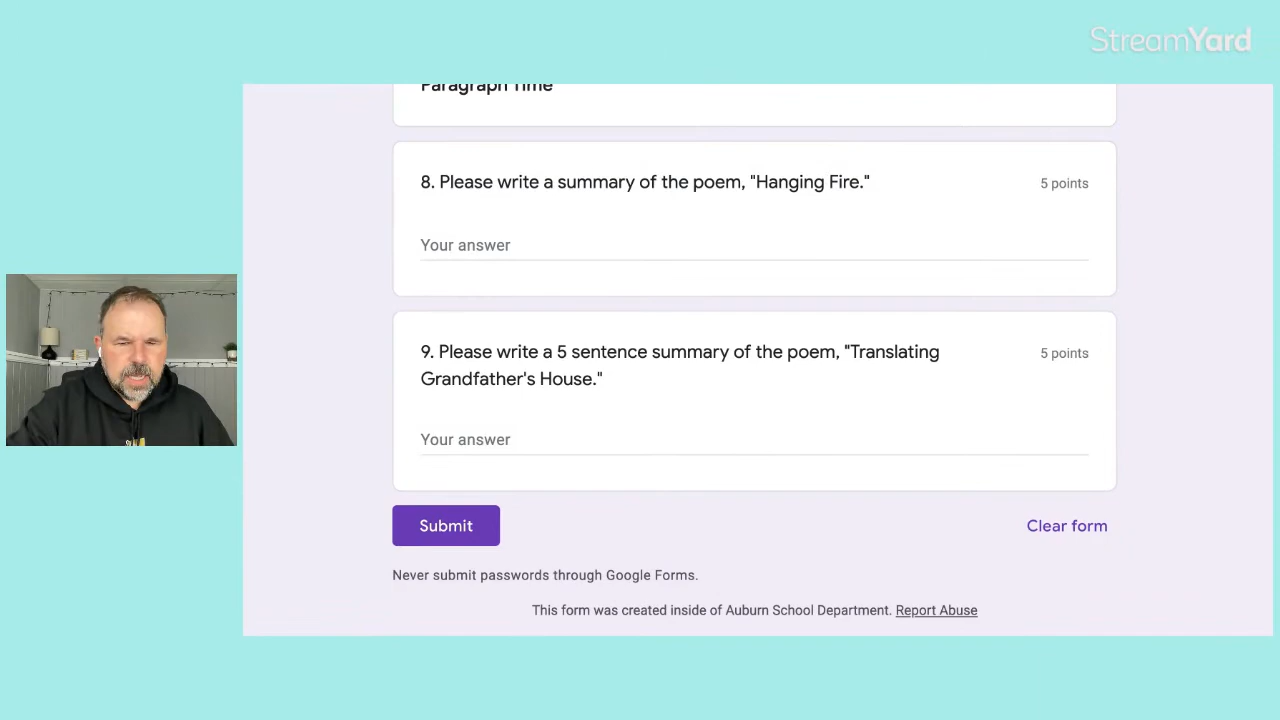 StreamYard
Paragraph Time
8. Please write a summary of the poem, "Hanging Fire."
5 points
Your answer
9. Please write a 5 sentence summary of the poem, "Translating
Grandfather's House."
5 points
Your answer
Submit
Clear form
Never submit passwords through Google Forms.
This form was created inside of Auburn School Department. Report Abuse